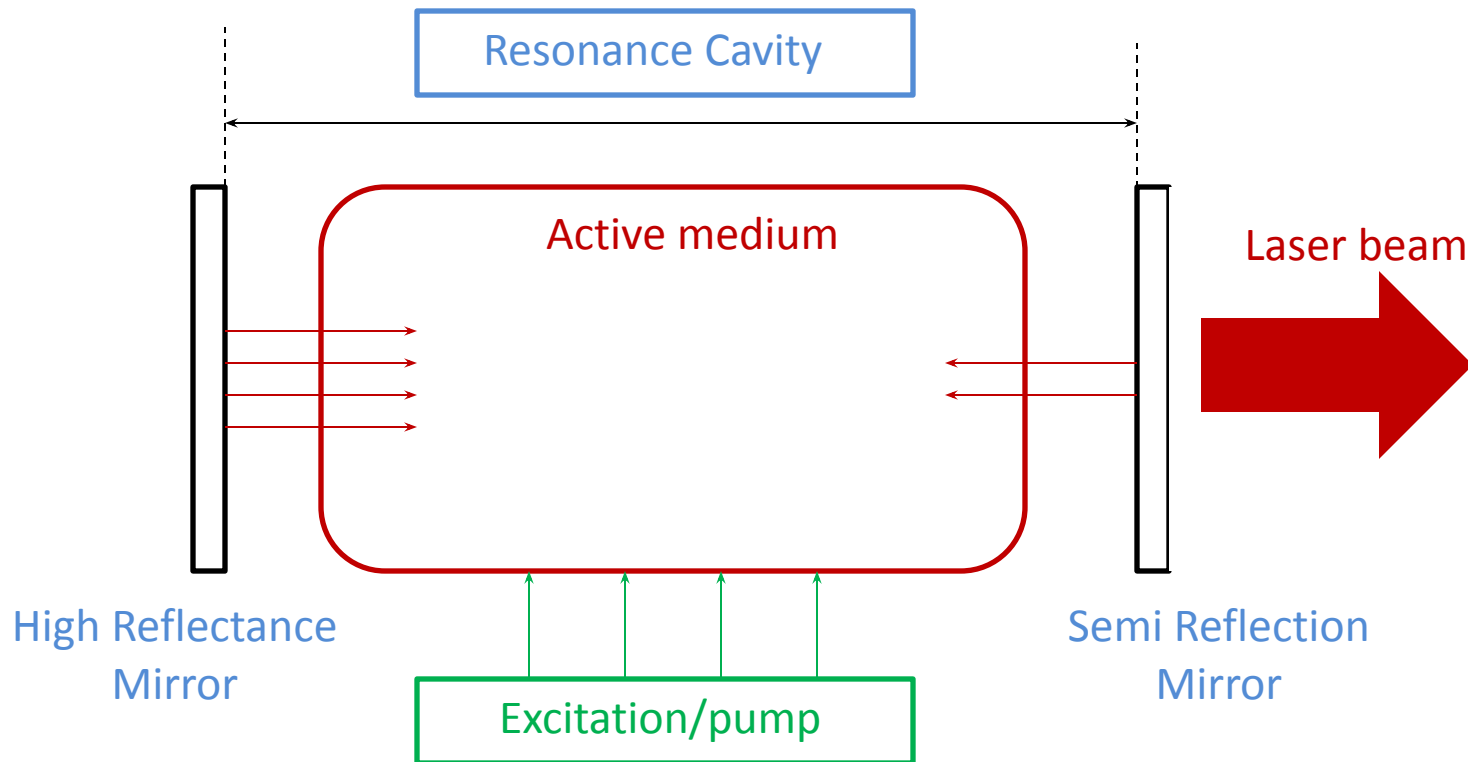 Resonance Cavity
Active medium
Laser beam
High Reflectance
Mirror
Semi Reflection
Mirror
Excitation/pump